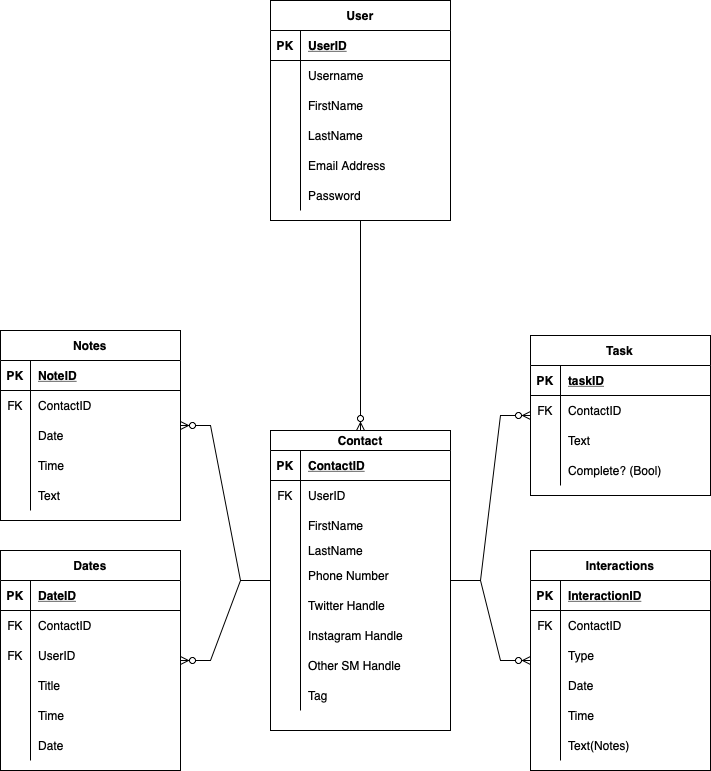 User
PK UserID
Username
FirstName
LastName
Email Address
Password
Notes
PK NoteID
FK ContactID
Date
Time
Text
Dates
PK DateID
FK ContactID
FK UserID
Title
Time
Date
Contact
PK ContactID
FK UserID
FirstName
LastName
Phone Number
Twitter Handle
Instagram Handle
Other SM Handle
Tag
Task
PK taskID
FK ContactID
Text
Complete? (Bool)
Interactions
PK InteractionID
FK ContactID
Type
Date
Time
Text(Notes)